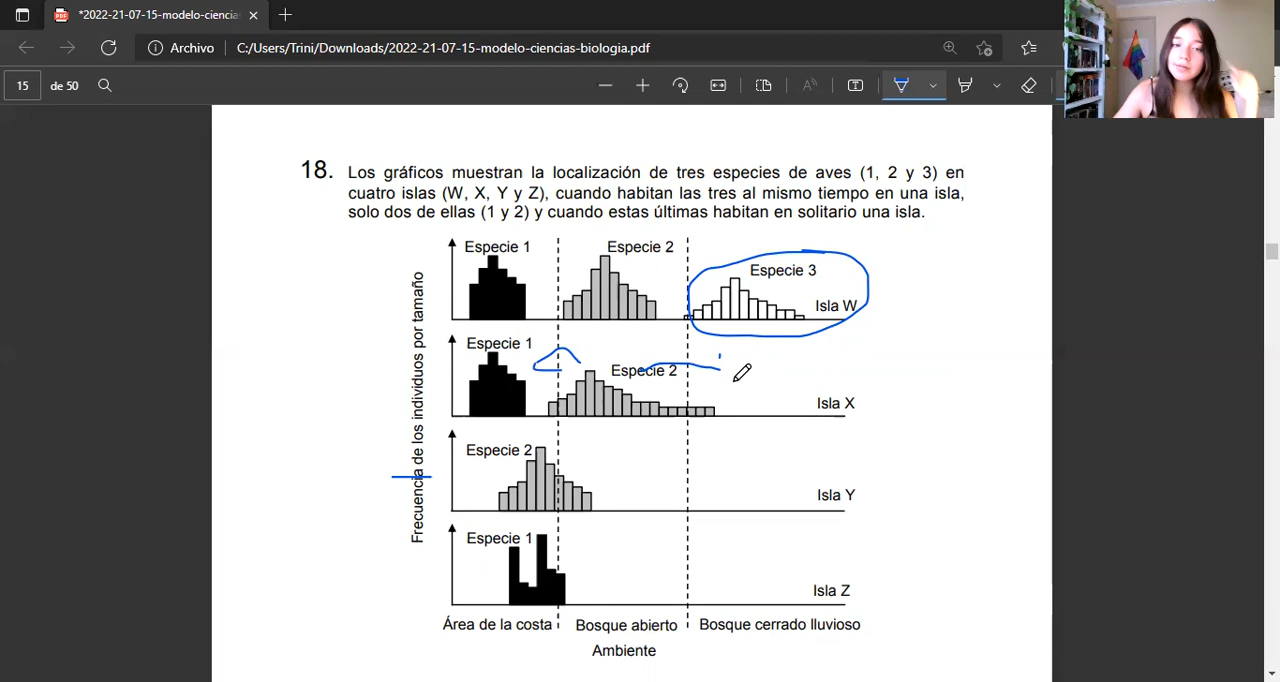 *2022-21-07-15-modelo-ciencia
Archivo
C:/Users/Trini/Downloads/2022-21-07-15-modelo-ciencias-biologia.pdf
15 de 50
18. Los gráficos muestran la localización de tres especies de aves (1, 2 y 3) en
cuatro islas (W, X, Y y Z), cuando habitan las tres al mismo tiempo en una isla,
solo dos de ellas (1 y 2) y cuando estas últimas habitan en solitario una isla.
Frecuencia de los individuos por tamaño
Especie 1
Especie 2
Especie 3
Isla W
Especie 1
Especie 2
Isla X
Especie 2
Isla Y
Especie 1
Isla Z
Área de la costa
Bosque abierto
Bosque cerrado lluvioso
Ambiente